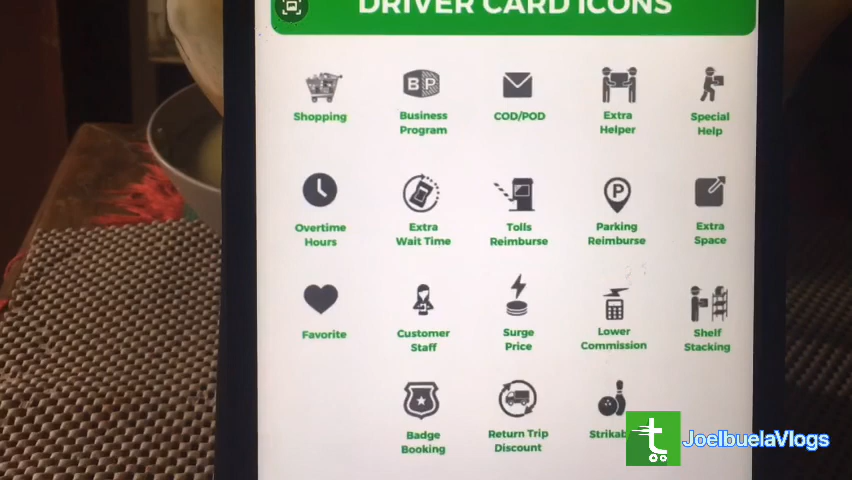 DRIVER CARD ICONS
BP
Shopping
Business
Program
COD/POD
Extra
Helper
Special
Help
P
Overtime
Hours
Extra
Wait Time
Tolls
Reimburse
Parking
Reimburse
Extra
Space
Favorite
Customer
Staff
Surge
Price
Lower
Commission
Shelf
Stacking
Badge
Booking
Return Trip
Discount
t
JoelbuelaVlogs